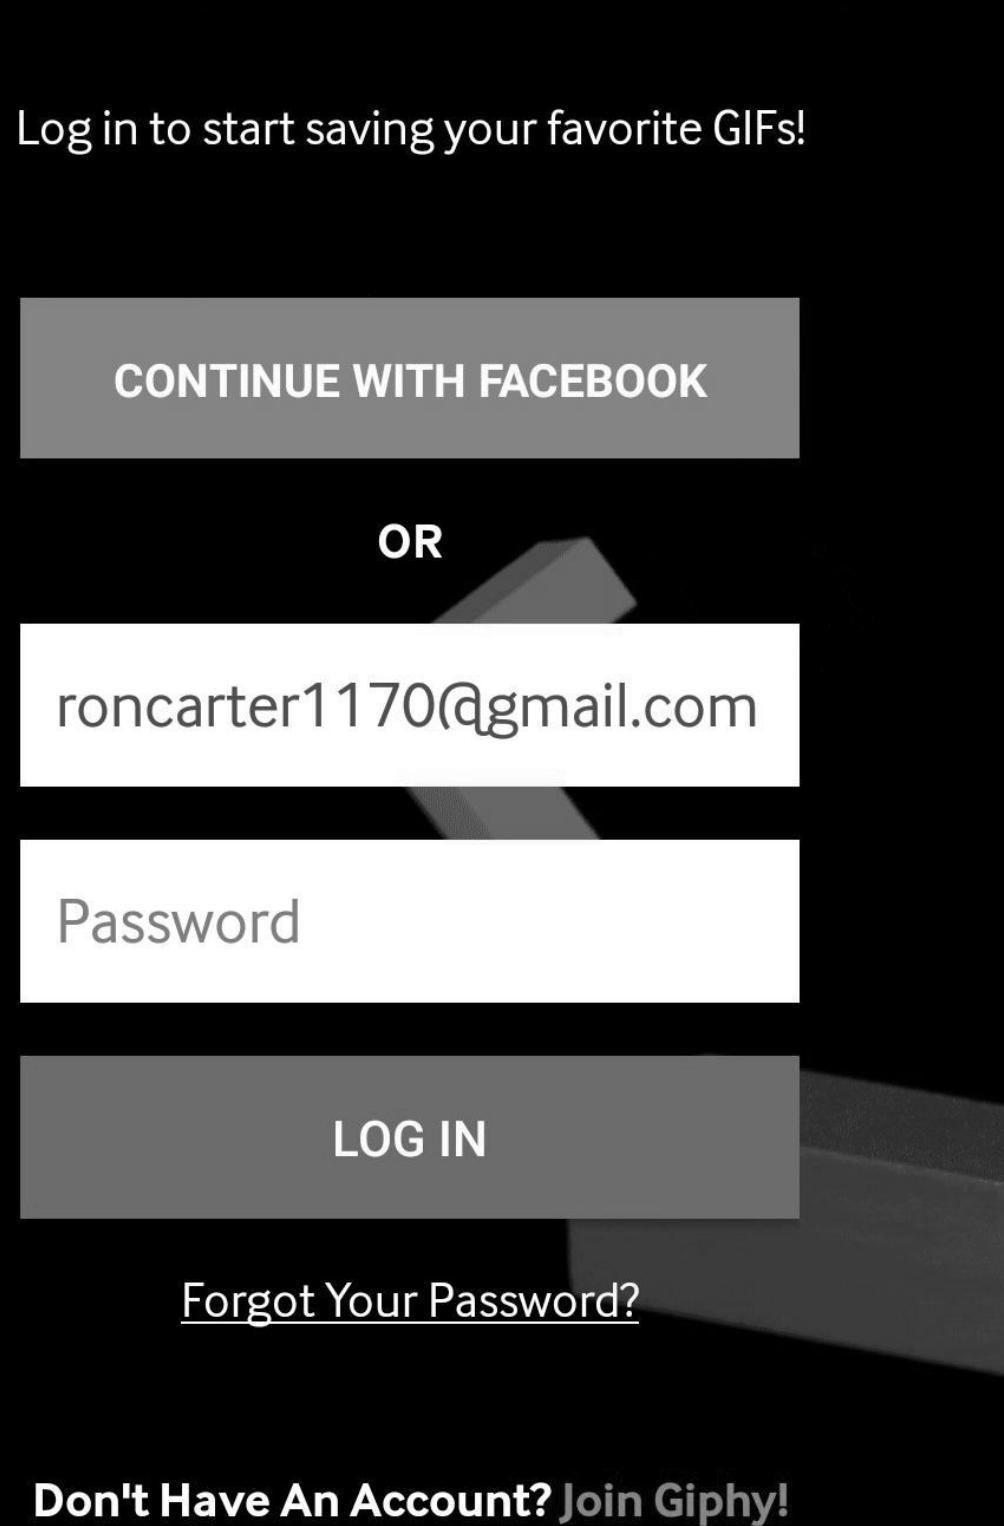 Log in to start saving your favorite GIFs!
CONTINUE WITH FACEBOOK
OR
roncarter1170@gmail.com
Password
LOG IN
Forgot Your Password?
Don't Have An Account? Join Giphy!